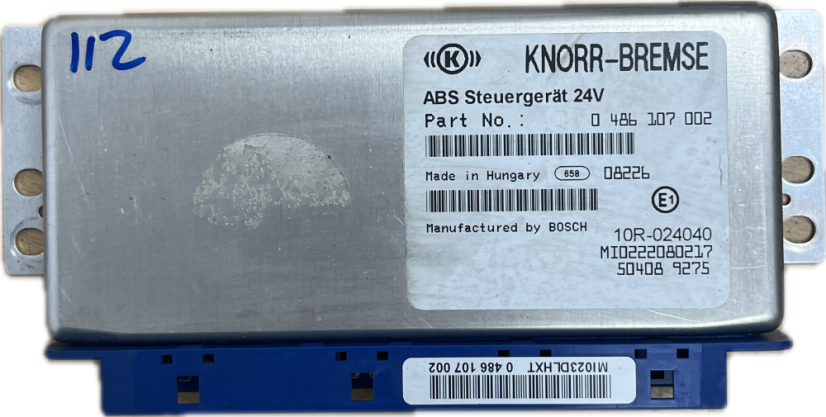 112
K KNORR-BREMSE
ABS Steuergerät 24V
Part No.: 0 486 107 002
Made in Hungary 658 08226
E1
Manufactured by BOSCH
10R-024040
MI0222080217
50408 9275
MI023DLHXT 0 486 107 002